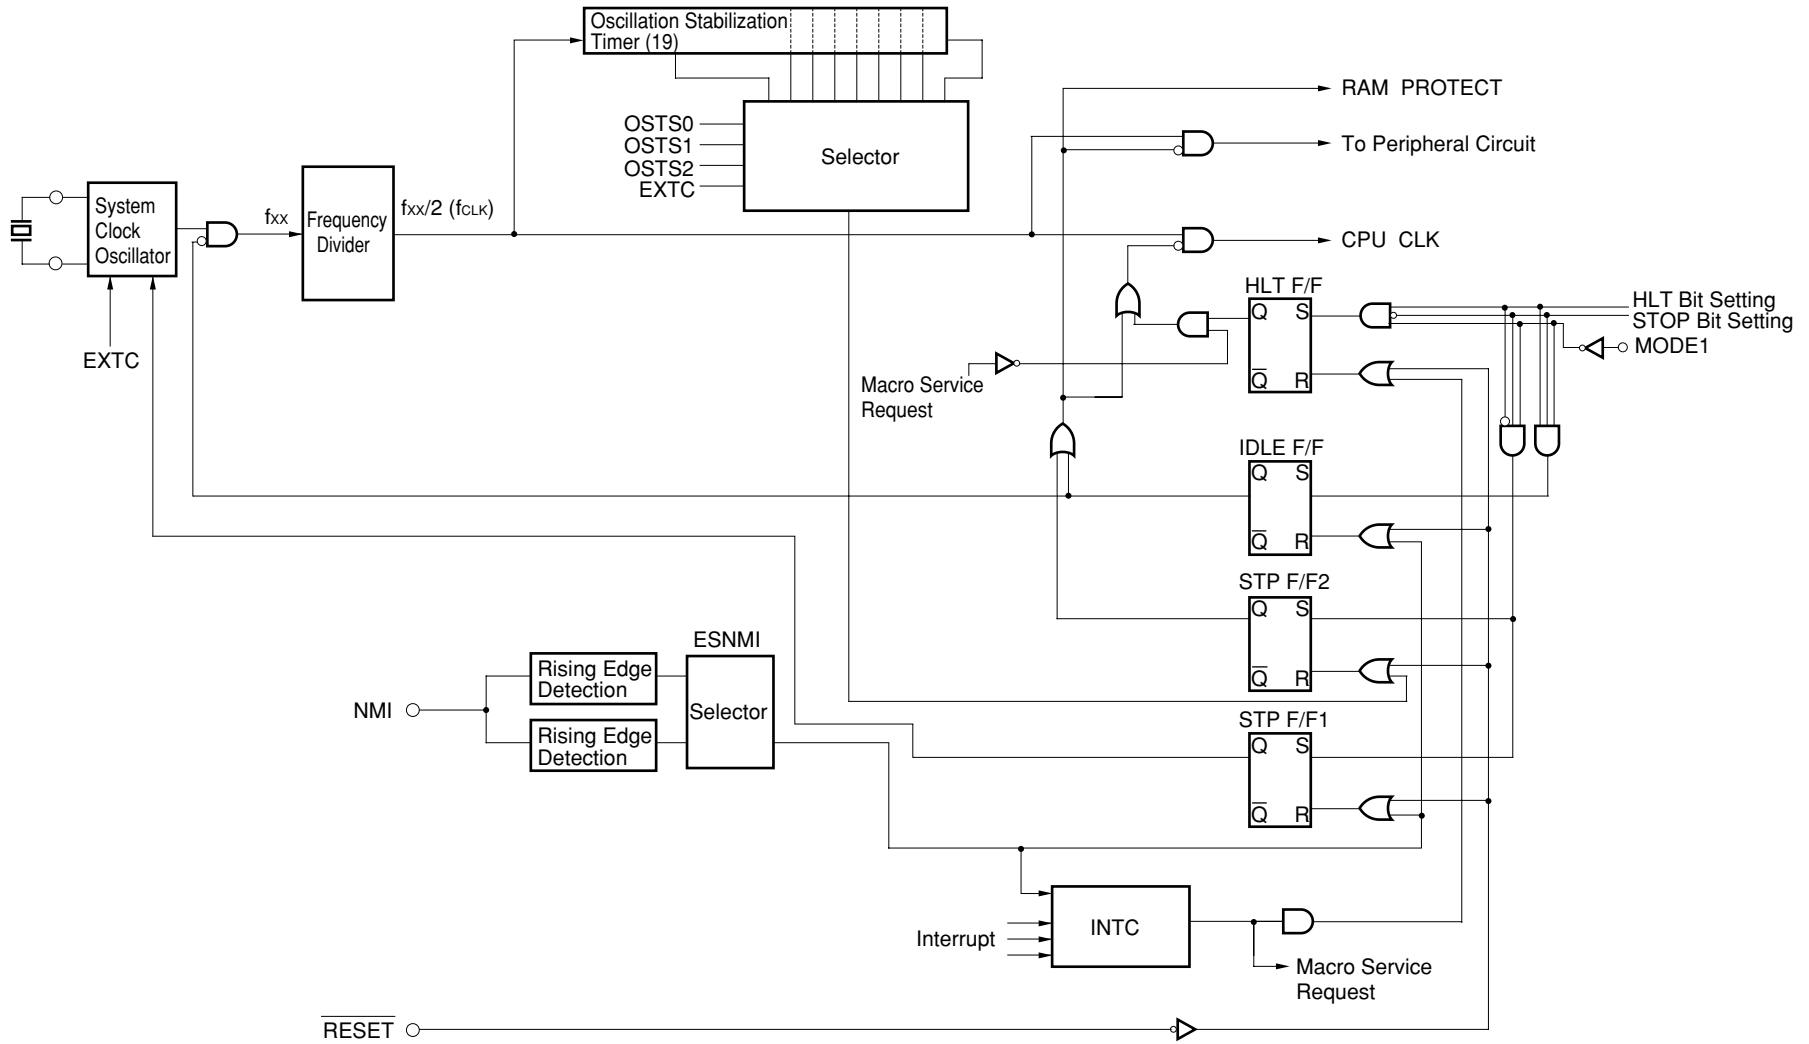 Oscillation Stabilization
Timer (19)
RAM PROTECT
OSTS0
OSTS1
OSTS2
EXTC
Selector
To Peripheral Circuit
System
Clock
Oscillator
fXX
Frequency
Divider
fXX/2 (fCLK)
CPU CLK
EXTC
HLT F/F
Q S
Q R
HLT Bit Setting
STOP Bit Setting
MODE1
Macro Service
Request
IDLE F/F
Q S
Q R
STP F/F2
Q S
Q R
ESNMI
Rising Edge
Detection
NMI
Selector
Rising Edge
Detection
STP F/F1
Q S
Q R
Interrupt
INTC
Macro Service
Request
RESET